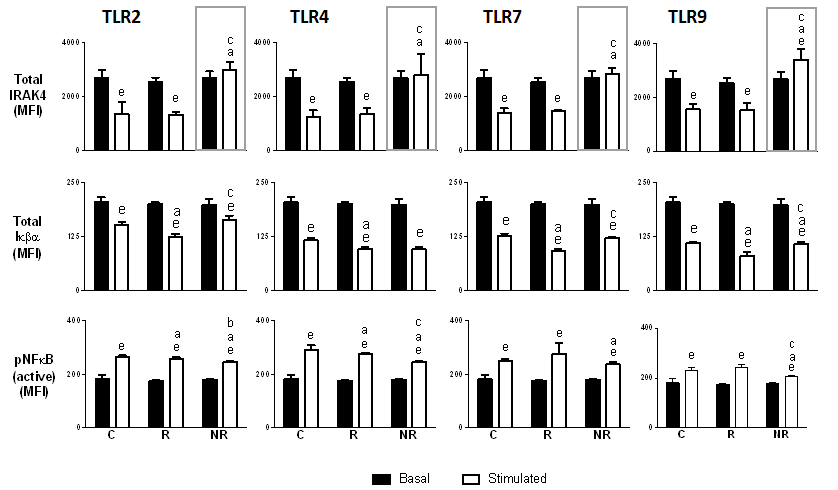 TLR2 TLR4 TLR7 TLR9
Total
IRAK4
(MFI)
4000 2000 0
e e c a
4000 2000 0
e e c a
4000 2000 0
e e c a
4000 2000 0
e e c a e
Total
Iκβα
(MFI)
250 125 0
e a e c e
250 125 0
e a e e
250 125 0
e a e c e
250 125 0
e a e c a e
pNFκB
(active)
(MFI)
400 200 0
e a e b a e
400 200 0
e a e c a e
400 200 0
e e a e
400 200 0
e e c a e
C R NR C R NR C R NR C R NR
Basal Stimulated